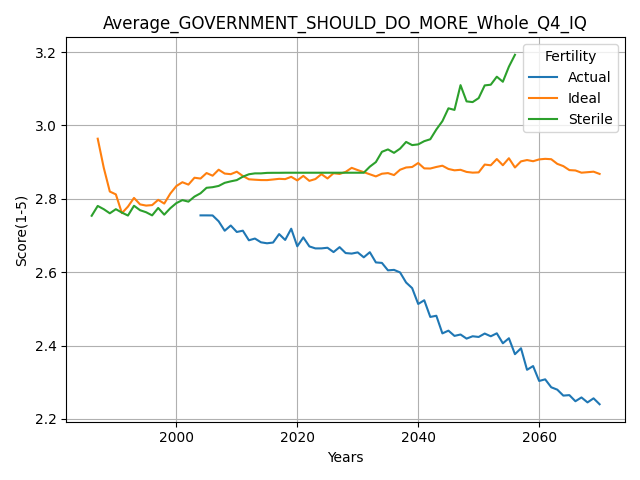 Average_GOVERNMENT_SHOULD_DO_MORE_Whole_Q4_IQ
Fertility
Actual
Ideal
Sterile
Score(1-5)
3.2
3.0
2.8
2.6
2.4
2.2
2000
2020
2040
2060
Years